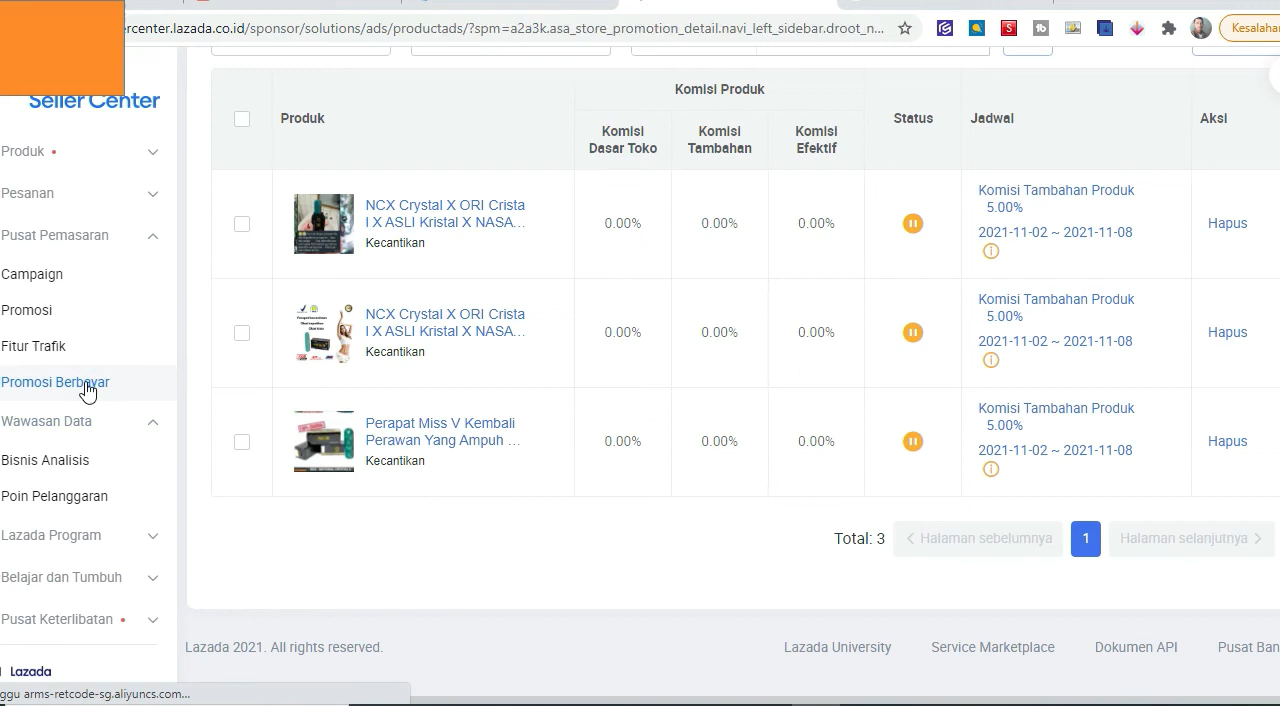 ercenter.lazada.co.id/sponsor/solutions/ads/productads/?spm=a2a3k.asa_store_promotion_detail.navi_left_sidebar.droot_n...
Kesalahan
Seller Center
Produk
Pesanan
Pusat Pemasaran
Campaign
Promosi
Fitur Trafik
Promosi Berbayar
Wawasan Data
Bisnis Analisis
Poin Pelanggaran
Lazada Program
Belajar dan Tumbuh
Pusat Keterlibatan
Lazada
ggu arms-retcode-sg.aliyuncs.com...
Produk
Komisi Produk
Komisi Dasar Toko
Komisi Tambahan
Komisi Efektif
Status
Jadwal
Aksi
NCX Crystal X ORI Crista
l X ASLI Kristal X NASA...
Kecantikan
0.00%
0.00%
0.00%
Komisi Tambahan Produk
5.00%
2021-11-02 ~ 2021-11-08
Hapus
NCX Crystal X ORI Crista
l X ASLI Kristal X NASA...
Kecantikan
0.00%
0.00%
0.00%
Komisi Tambahan Produk
5.00%
2021-11-02 ~ 2021-11-08
Hapus
Perapat Miss V Kembali
Perawan Yang Ampuh ...
Kecantikan
0.00%
0.00%
0.00%
Komisi Tambahan Produk
5.00%
2021-11-02 ~ 2021-11-08
Hapus
Total: 3
Halaman sebelumnya
1
Halaman selanjutnya
Lazada 2021. All rights reserved.
Lazada University
Service Marketplace
Dokumen API
Pusat Ban